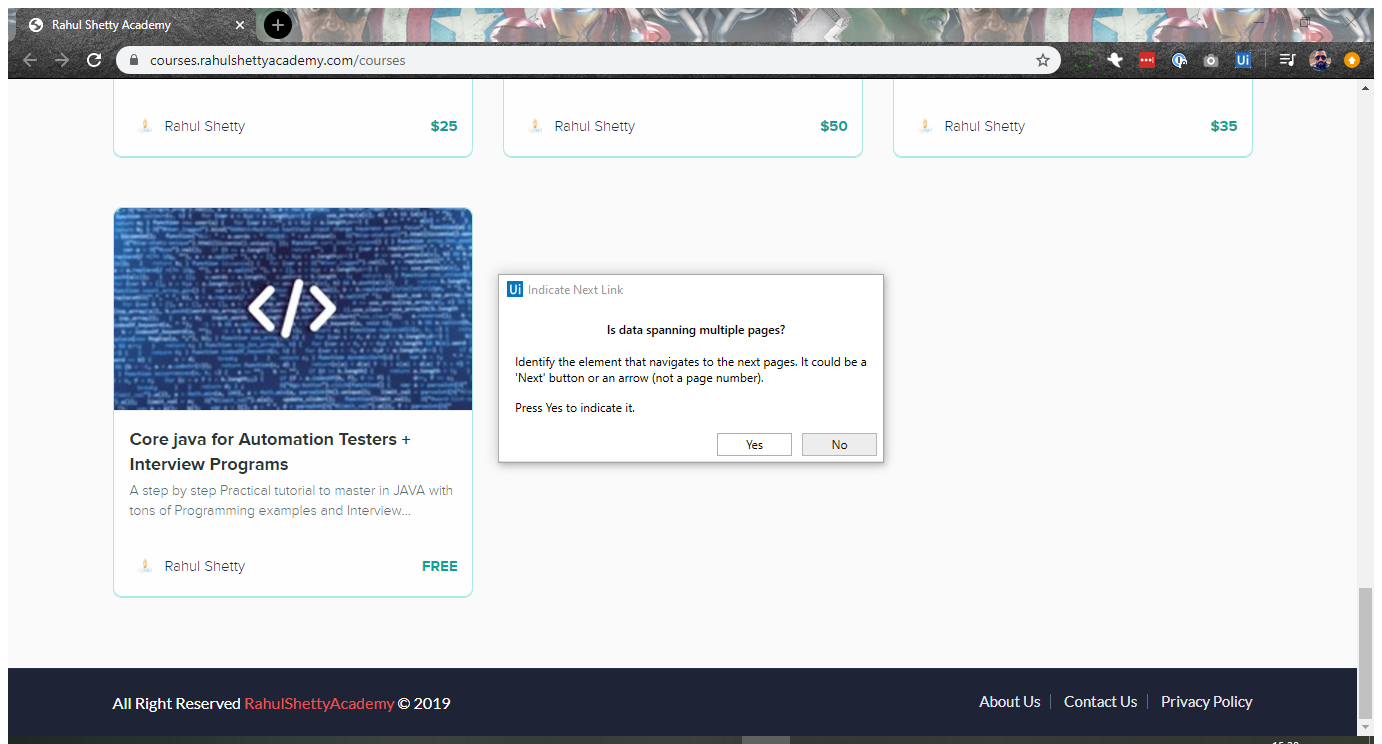 Rahul Shetty Academy
courses.rahulshettyacademy.com/courses
Ui
Rahul Shetty $25
Rahul Shetty $50
Rahul Shetty $35
Core java for Automation Testers +
Interview Programs
A step by step Practical tutorial to master in JAVA with
tons of Programming examples and Interview...
Rahul Shetty FREE
Ui Indicate Next Link
Is data spanning multiple pages?
Identify the element that navigates to the next pages. It could be a
'Next' button or an arrow (not a page number).
Press Yes to indicate it.
Yes No
All Right Reserved RahulShettyAcademy © 2019
About Us Contact Us Privacy Policy